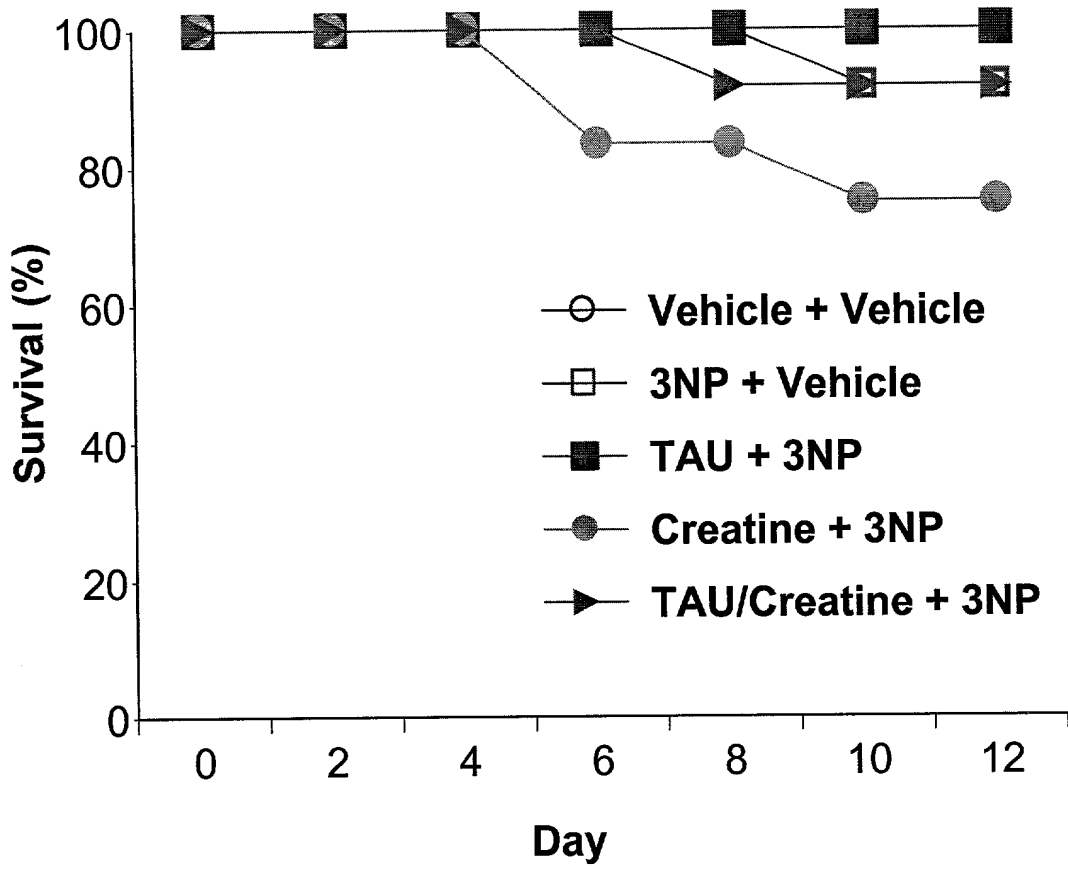 100
80
60
40
20
0
Survival (%)
Vehicle + Vehicle
3NP + Vehicle
TAU + 3NP
Creatine + 3NP
TAU/Creatine + 3NP
0 2 4 6 8 10 12
Day